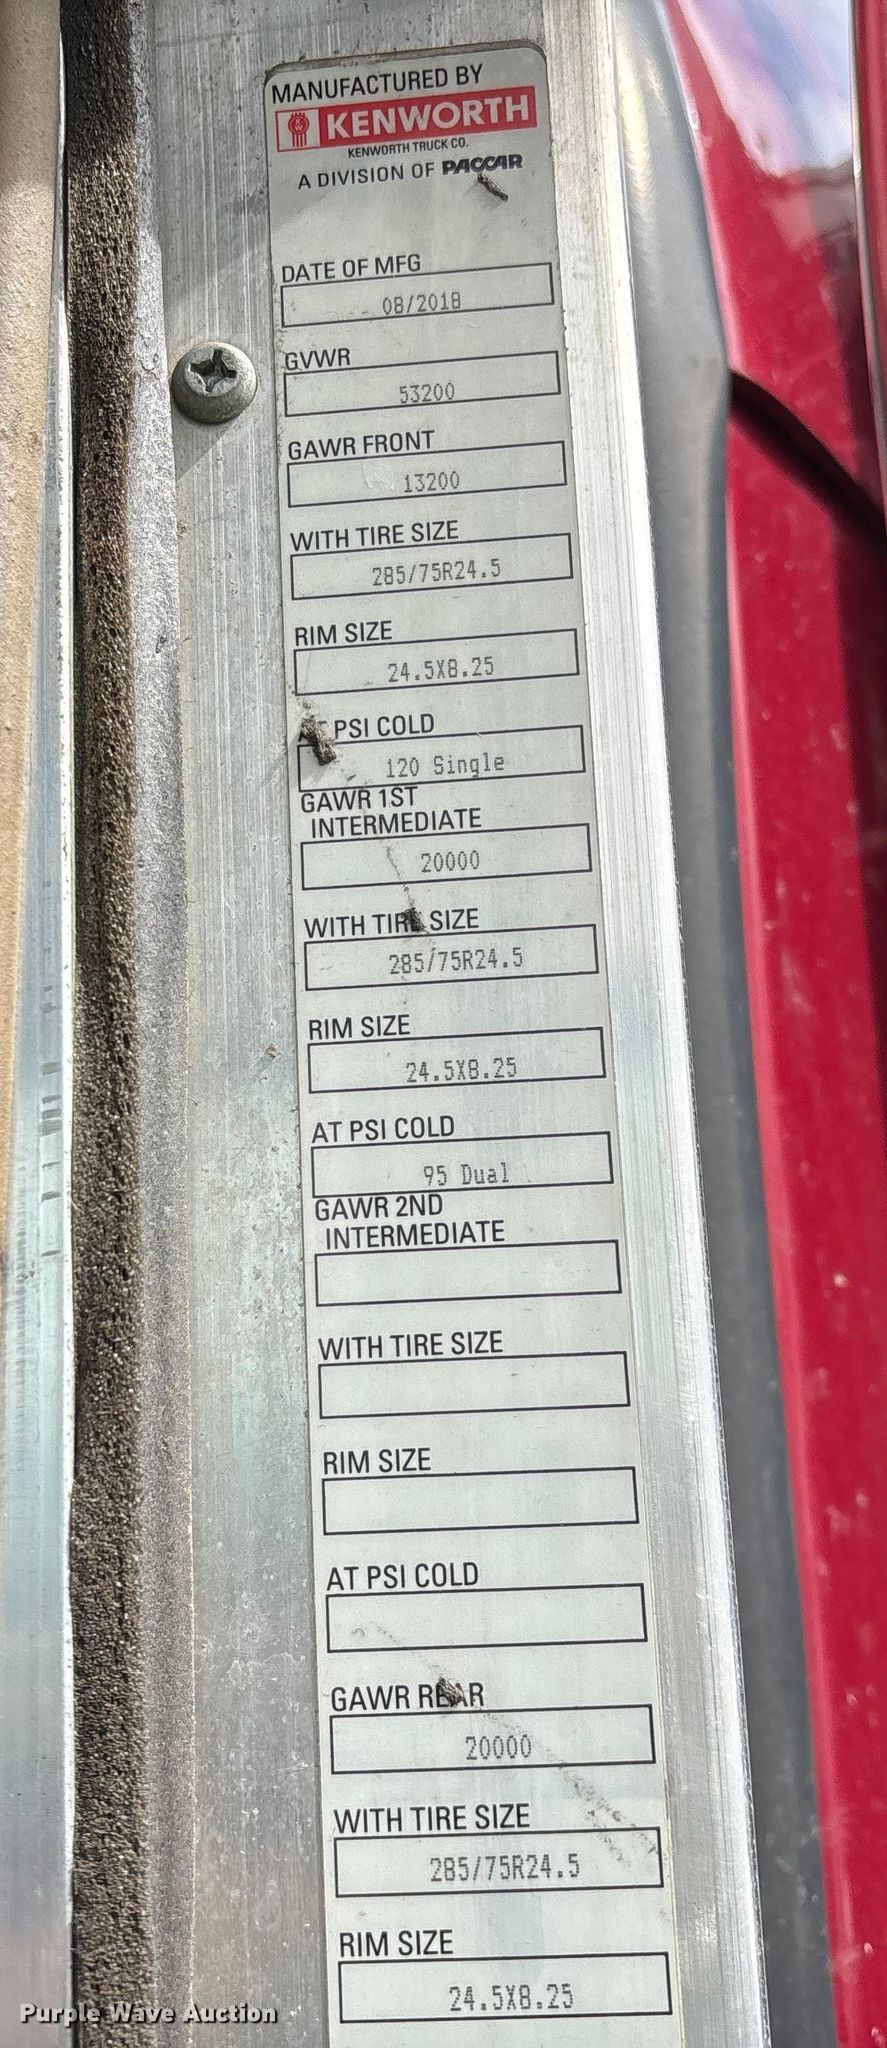 MANUFACTURED BY
KENWORTH
KENWORTH TRUCK CO.
A DIVISION OF PACCAR
DATE OF MFG
08/2018
GVWR
53200
GAWR FRONT
13200
WITH TIRE SIZE
285/75R24.5
RIM SIZE
24.5X8.25
AT PSI COLD
120 Single
GAWR 1ST
INTERMEDIATE
20000
WITH TIRE SIZE
285/75R24.5
RIM SIZE
24.5X8.25
AT PSI COLD
95 Dual
GAWR 2ND
INTERMEDIATE
WITH TIRE SIZE
RIM SIZE
AT PSI COLD
GAWR REAR
20000
WITH TIRE SIZE
285/75R24.5
RIM SIZE
24.5X8.25
Purple Wave Auction